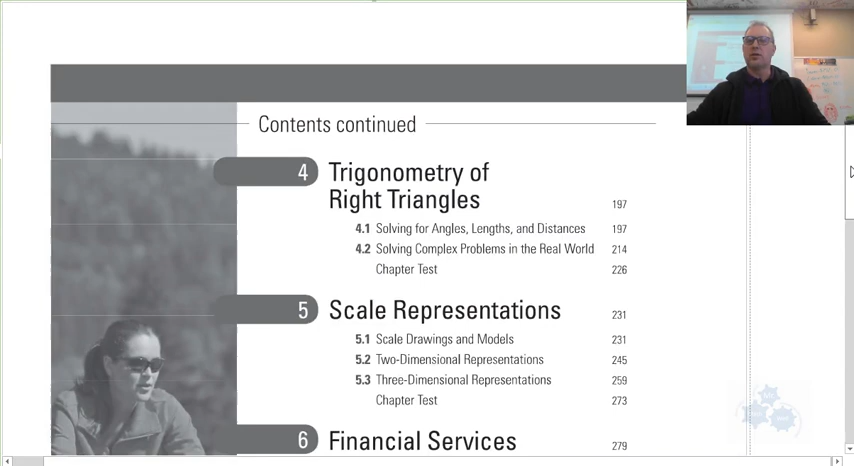 Contents continued
4 Trigonometry of
Right Triangles 197
4.1 Solving for Angles, Lengths, and Distances 197
4.2 Solving Complex Problems in the Real World 214
Chapter Test 226
5 Scale Representations 231
5.1 Scale Drawings and Models 231
5.2 Two-Dimensional Representations 245
5.3 Three-Dimensional Representations 259
Chapter Test 273
6 Financial Services 279